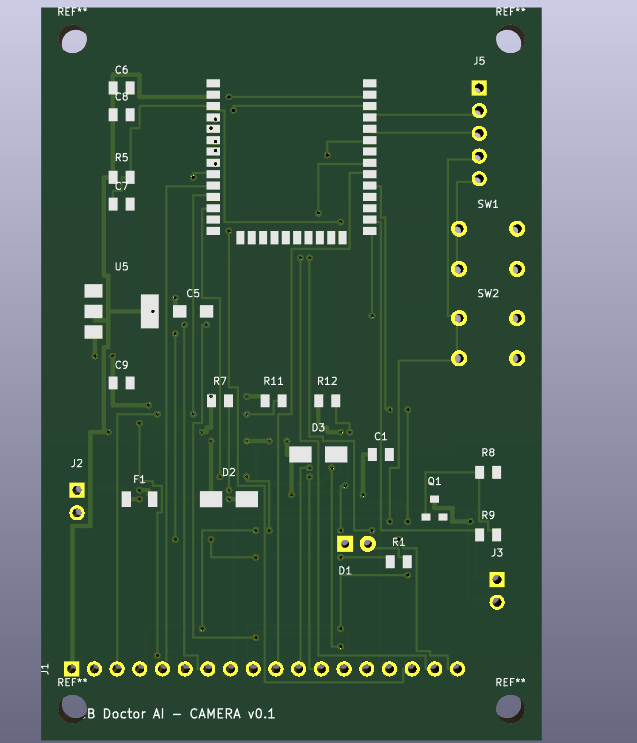 REF** REF**
J5
C6
C8
R5
C7
SW1
U5
C5
SW2
C9
R7 R11 R12
D3
C1
J2
F1
D2
R8
Q1
R9
R1
J3
D1
J1
REF** REF**
B Doctor AI – CAMERA v0.1